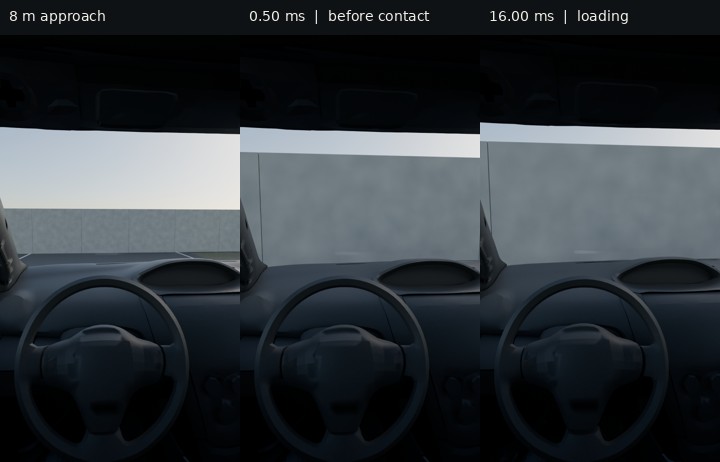 8 m approach
0.50 ms | before contact
16.00 ms | loading